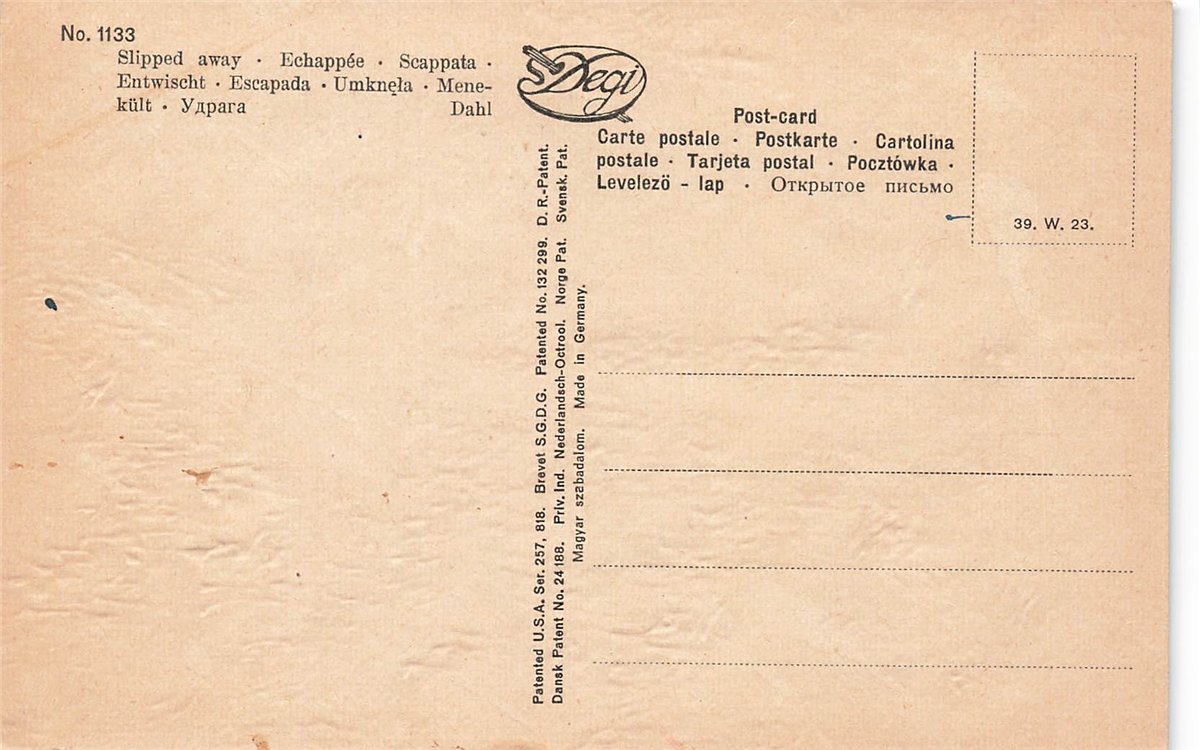 No. 1133
Slipped away · Echappée · Scappata ·
Entwischt · Escapada · Umknęła · Mene-
kült · Удрага
Dahl
Degi
Post-card
Carte postale · Postkarte · Cartolina
postale · Tarjeta postal · Pocztówka ·
Levelezö - lap · Открытое письмо
39. W. 23.
Patented U.S.A. Ser. 257, 818. Brevet S.G.D.G. Patented No. 132 299. D. R.-Patent.
Dansk Patent No. 24 188. Priv. Ind. Nederlandsch-Octrool. Norge Pat. Svensk. Pat.
Magyar szabadalom. Made in Germany.